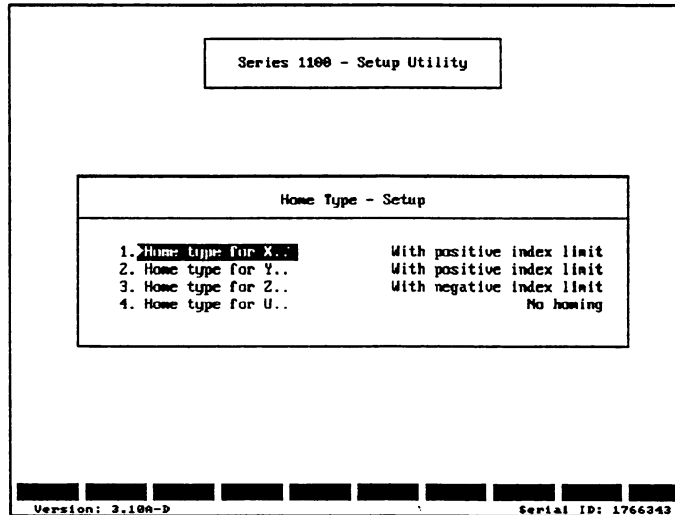 Series 1100 - Setup Utility
Home Type - Setup
1. Home type for X.. With positive index limit
2. Home type for Y.. With positive index limit
3. Home type for Z.. With negative index limit
4. Home type for U.. No homing
Version: 3.10A-D Serial ID: 1766343